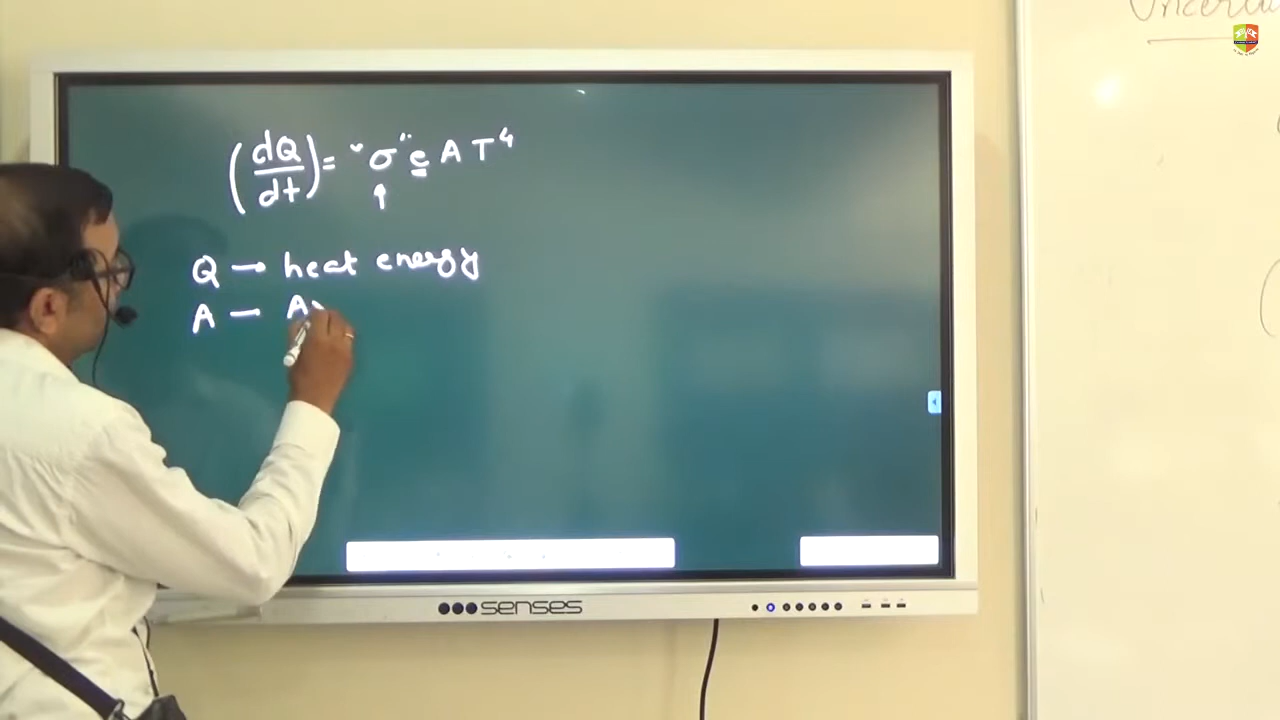 (dQ/dt) = "σ" e A T⁴
↑
Q → heat energy
A — A
senses